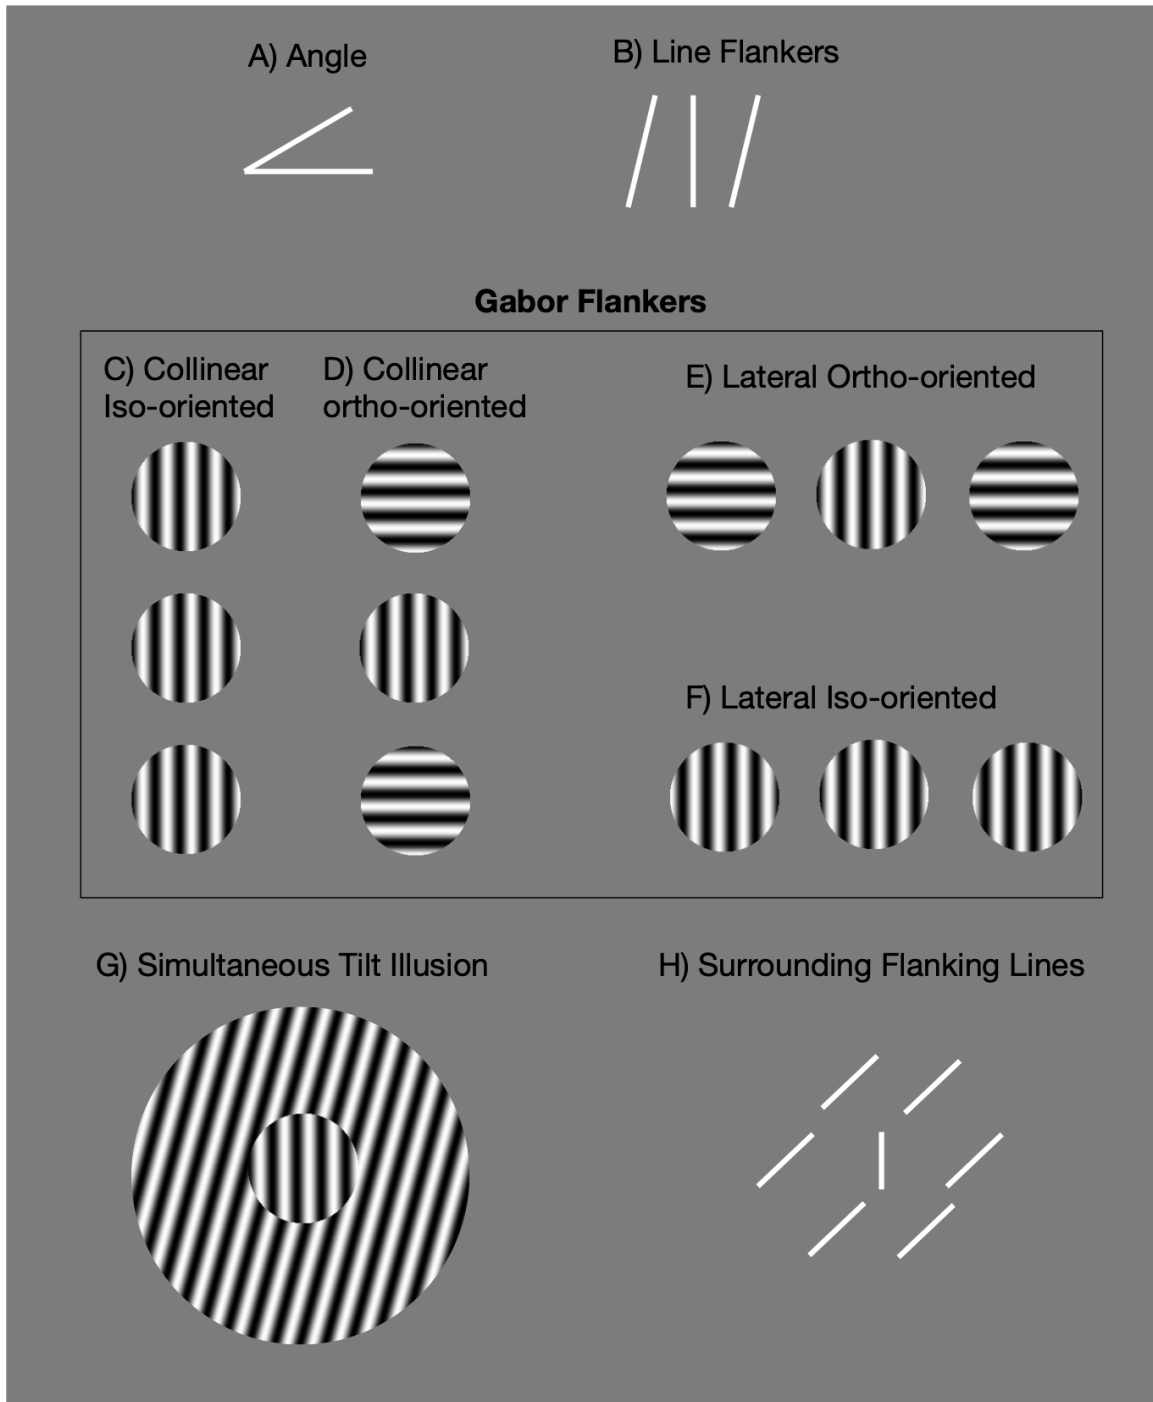 A) Angle
B) Line Flankers
Gabor Flankers
C) Collinear
Iso-oriented
D) Collinear
ortho-oriented
E) Lateral Ortho-oriented
F) Lateral Iso-oriented
G) Simultaneous Tilt Illusion
H) Surrounding Flanking Lines